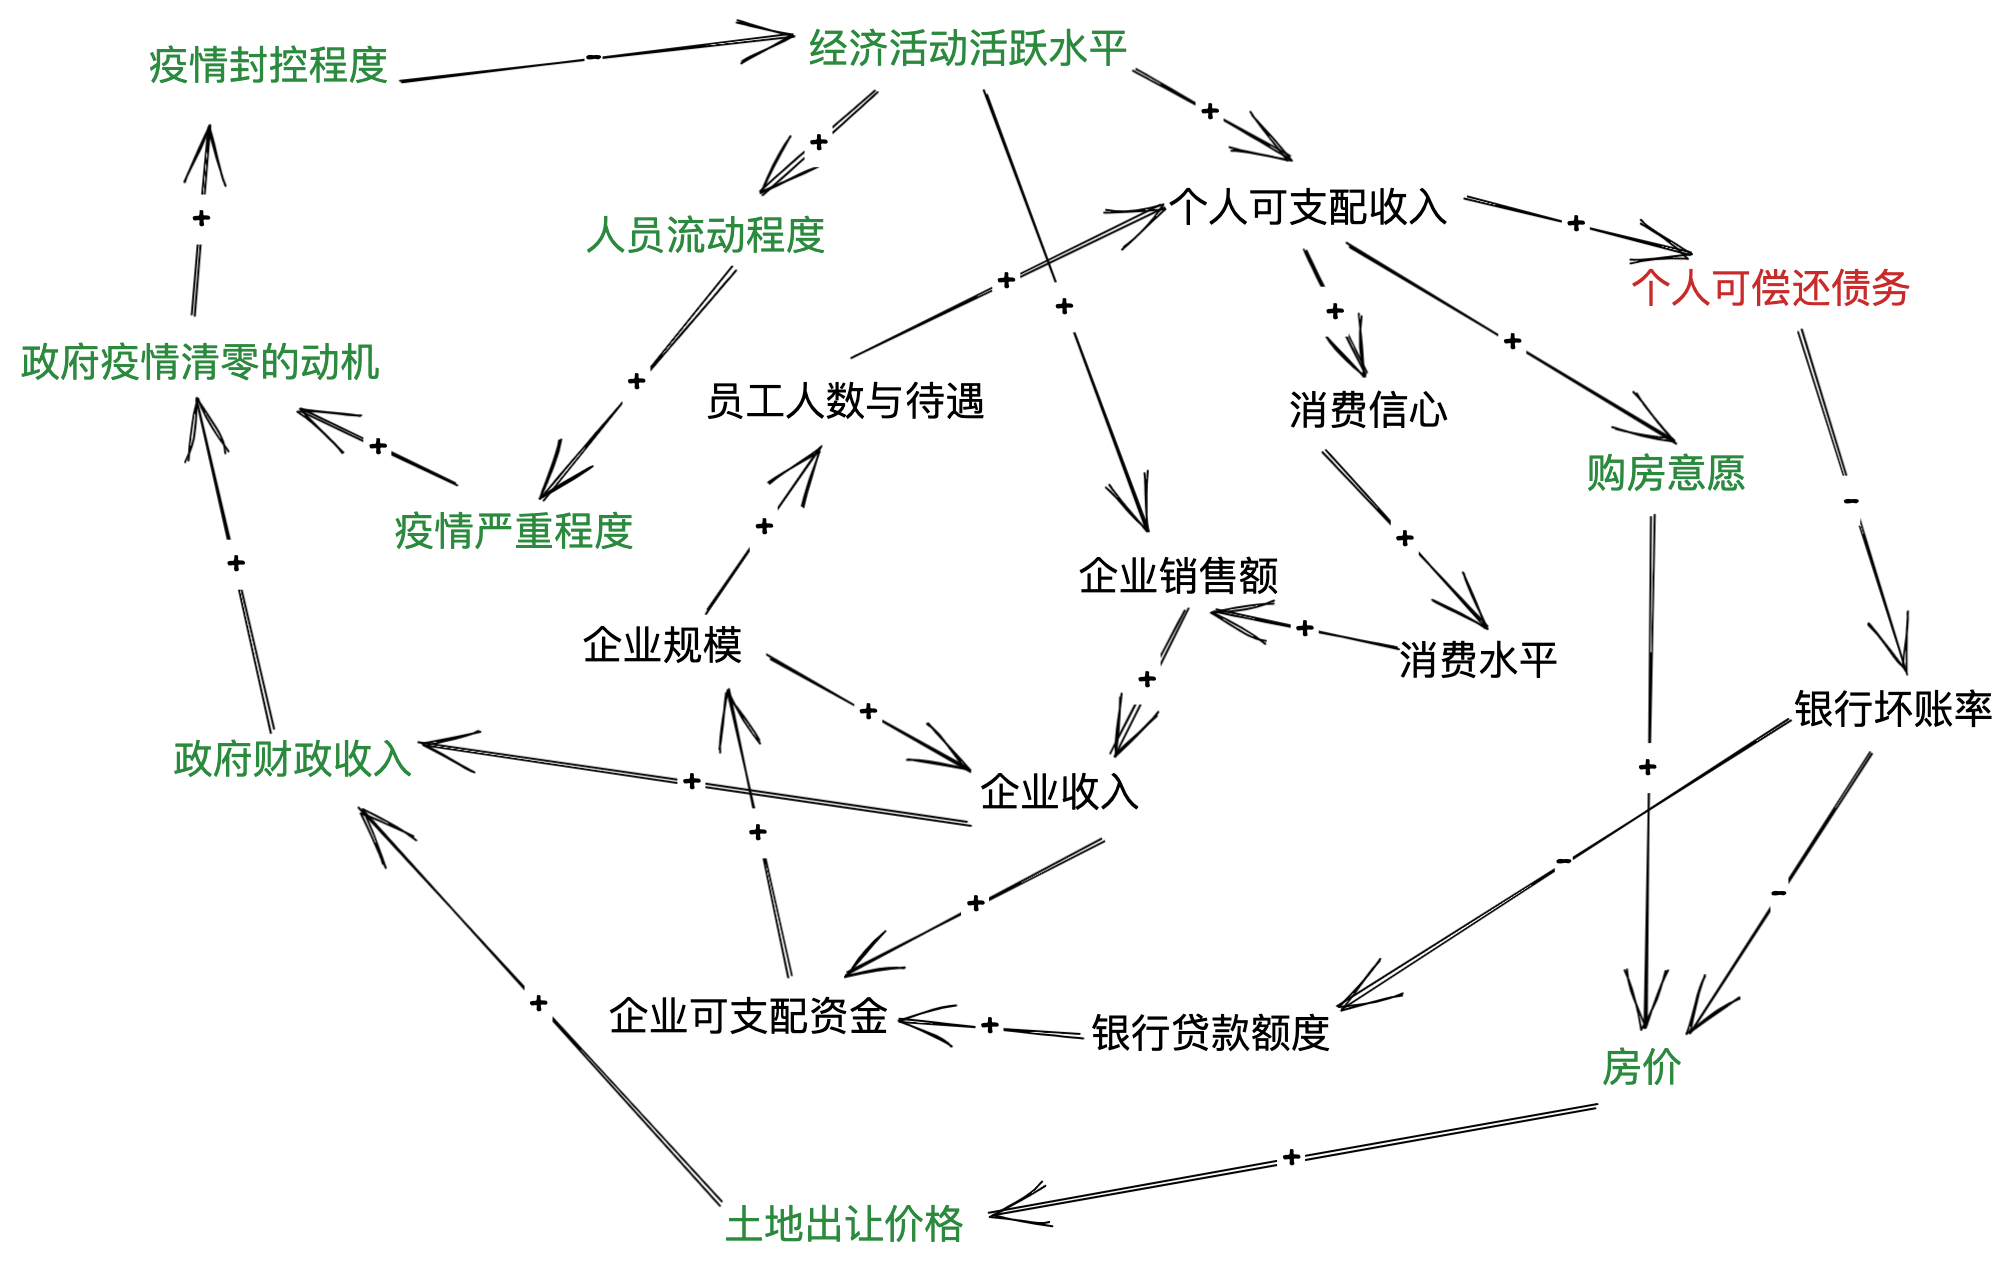 疫情封控程度
-
经济活动活跃水平
+
+
个人可支配收入
+
+
人员流动程度
+
个人可偿还债务
+
+
+
政府疫情清零的动机
+
+
员工人数与待遇
消费信心
+
购房意愿
-
疫情严重程度
+
+
+
企业销售额
企业规模
+
消费水平
+
+
银行坏账率
政府财政收入
+
企业收入
+
+
-
-
+
企业可支配资金
+
+
银行贷款额度
房价
+
土地出让价格